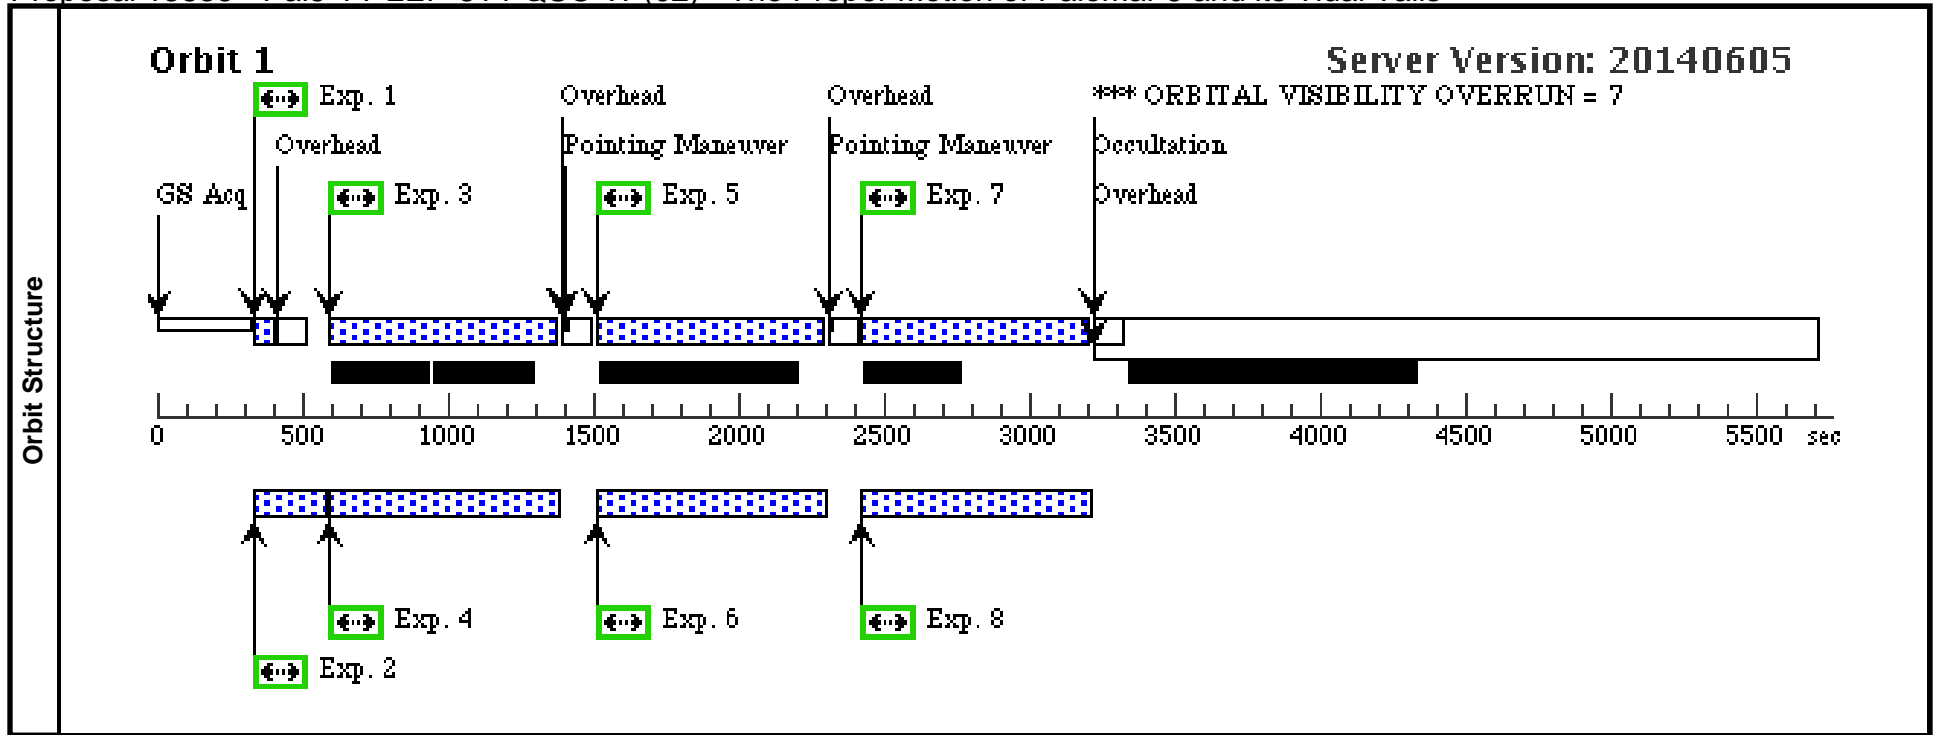 Orbit 1 Server Version: 20140605
Exp. 1 Overhead Overhead *** ORBITAL VISIBILITY OVERRUN = 7
Overhead Pointing Maneuver Pointing Maneuver Occultation
GS Acq Exp. 3 Exp. 5 Exp. 7 Overhead
Orbit Structure
0 500 1000 1500 2000 2500 3000 3500 4000 4500 5000 5500 sec
Exp. 4 Exp. 6 Exp. 8
Exp. 2